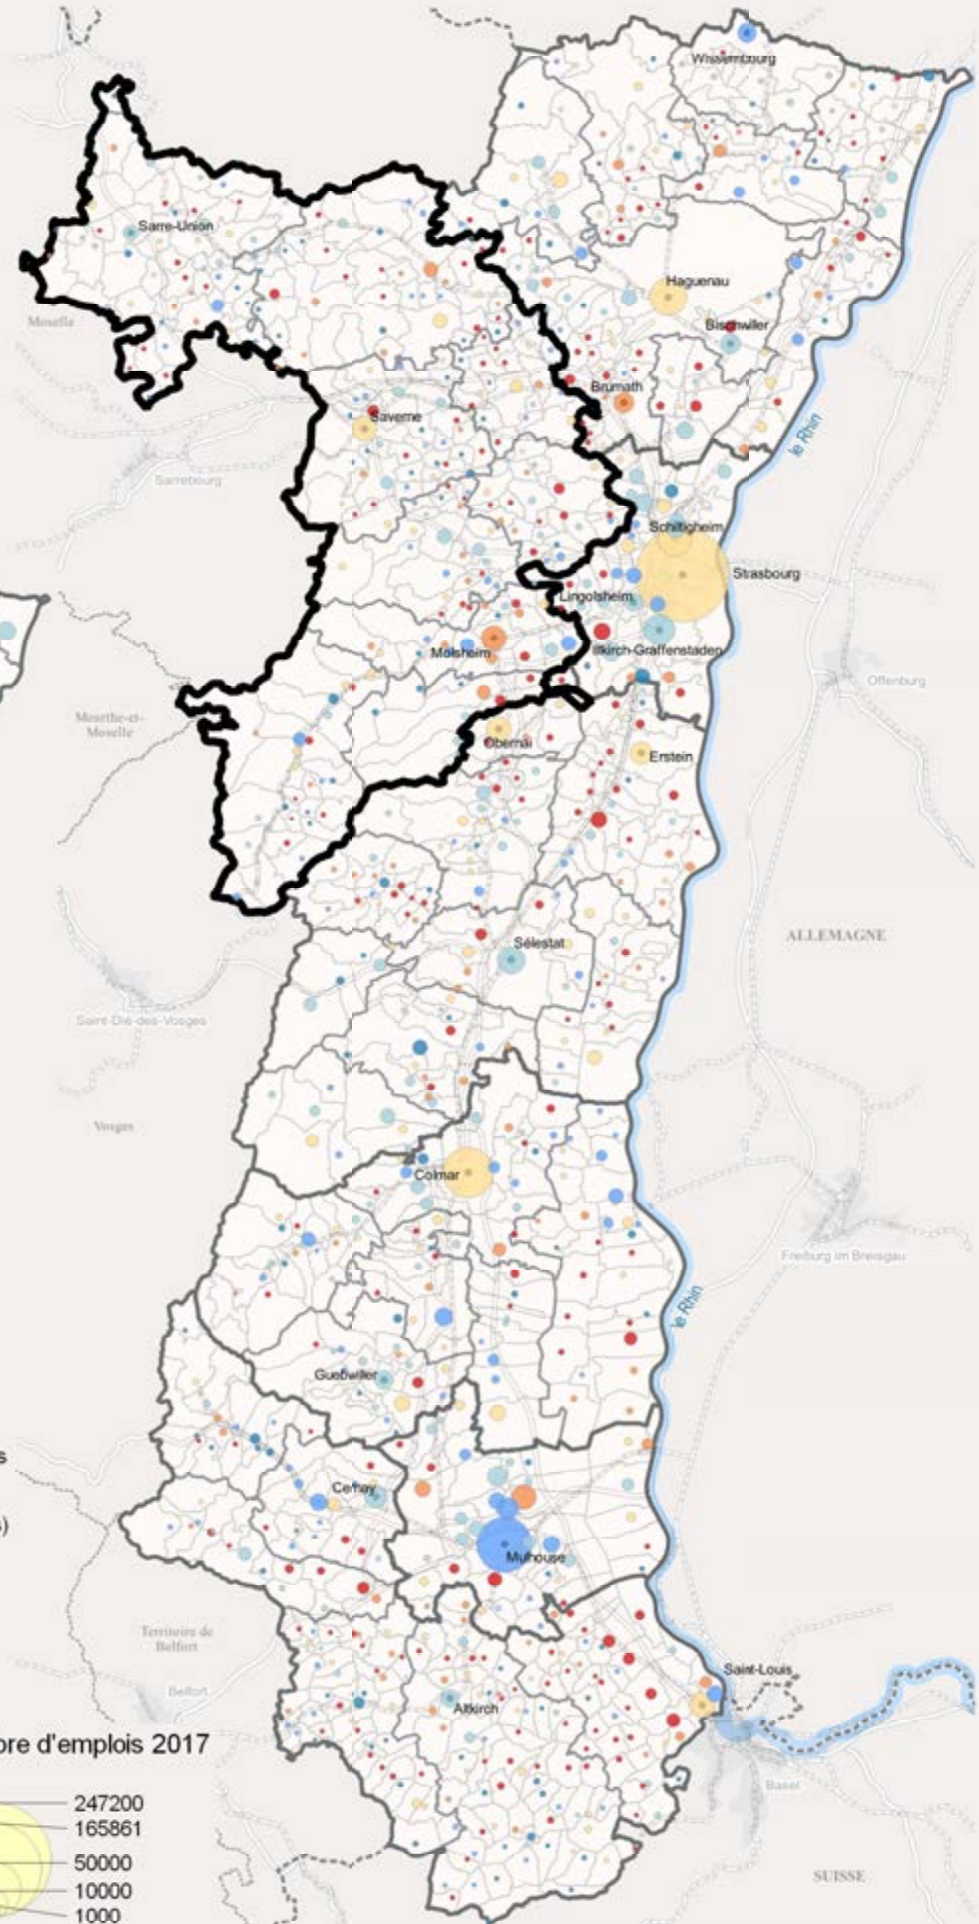 Wissembourg
Sarre-Union
Haguenau
Moselle
Bischwiller
Brumath
Saverne
le Rhin
Sarrebourg
Schiltigheim
Strasbourg
Lingolsheim
Molsheim
Illkirch-Graffenstaden
Offenburg
Meurthe-et-
Moselle
Obernai
Erstein
ALLEMAGNE
Sélestat
Saint-Dié-des-Vosges
Vosges
Colmar
Freiburg im Breisgau
le Rhin
Guebwiller
s
Cernay
s)
Mulhouse
Territoire de
Belfort
Saint-Louis
Belfort
Altkirch
bre d'emplois 2017
Basel
247200
165861
50000
10000
1000
SUISSE